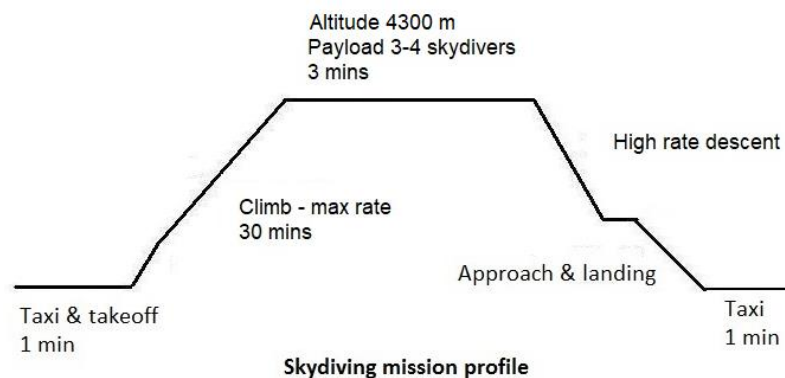 Altitude 4300 m
Payload 3-4 skydivers
3 mins
High rate descent
Climb - max rate
30 mins
Approach & landing
Taxi & takeoff
1 min
Taxi
1 min
Skydiving mission profile